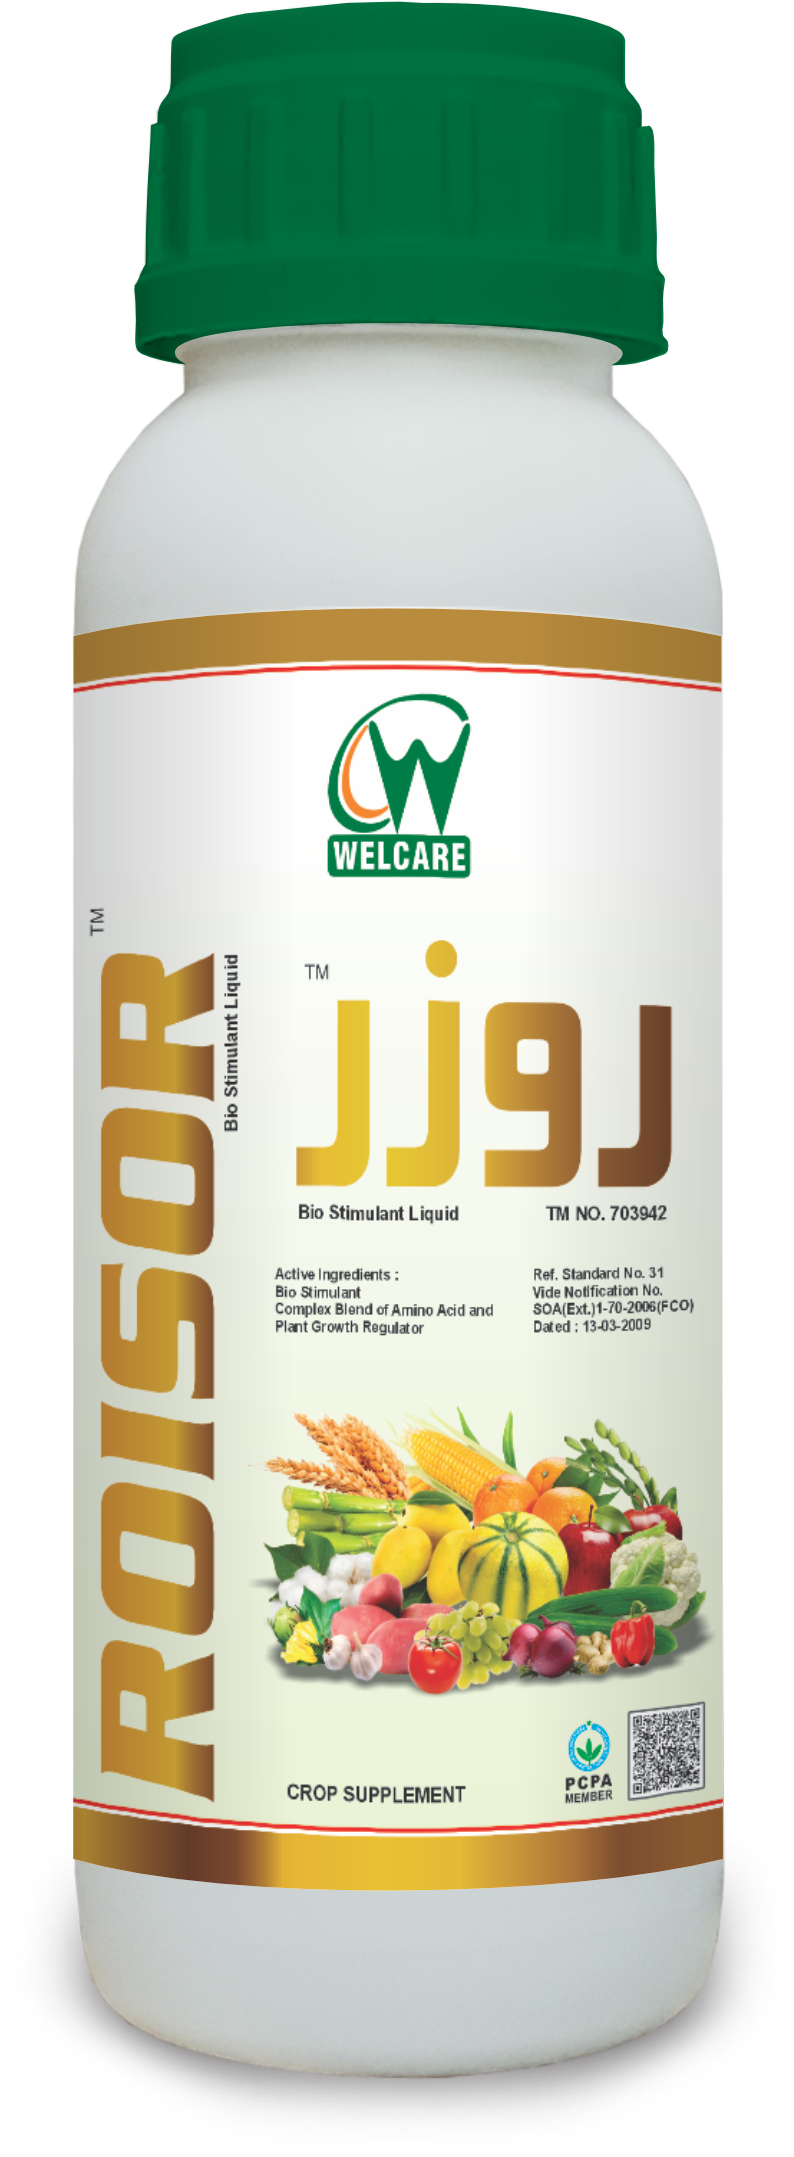 WELCARE
TM
ROISOR
Bio Stimulant Liquid
TM
روزر
Bio Stimulant Liquid
TM NO. 703942
Active Ingredients :
Bio Stimulant
Complex Blend of Amino Acid and
Plant Growth Regulator
Ref. Standard No. 31
Vide Notification No.
SOA(Ext.)1-70-2006(FCO)
Dated : 13-03-2009
CROP SUPPLEMENT
PCPA
MEMBER